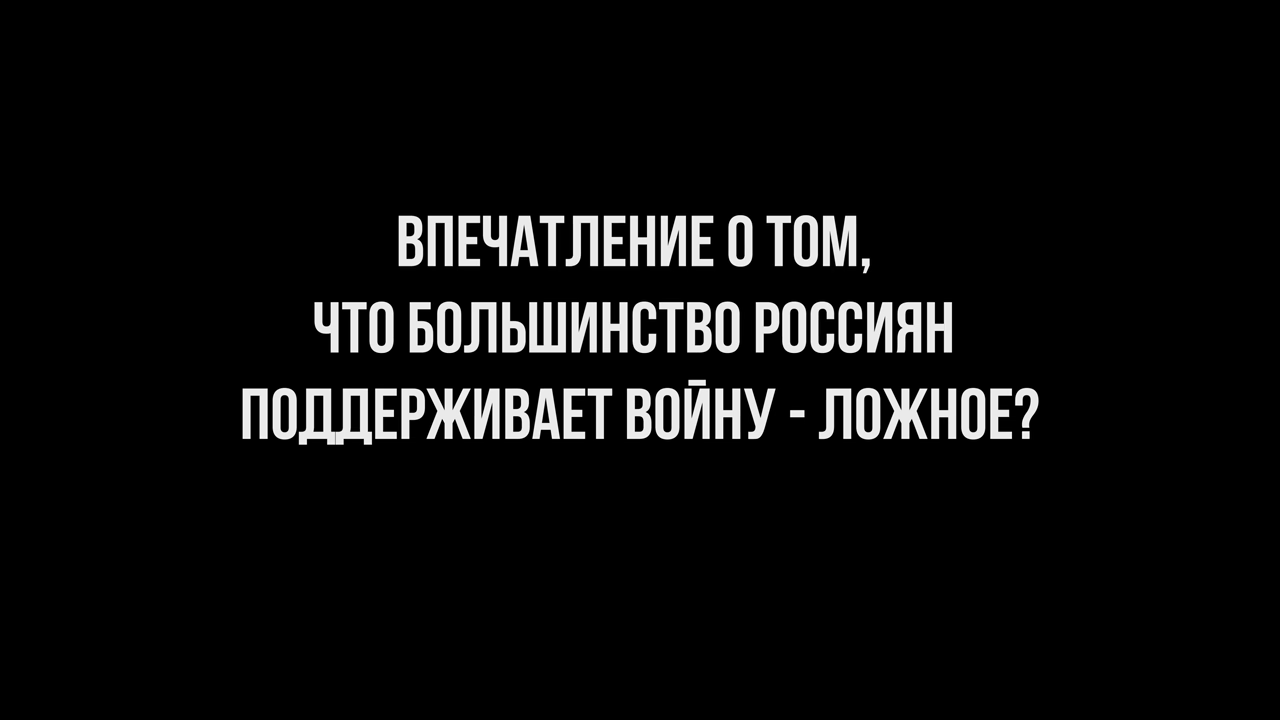 ВПЕЧАТЛЕНИЕ О ТОМ,
ЧТО БОЛЬШИНСТВО РОССИЯН
ПОДДЕРЖИВАЕТ ВОЙНУ - ЛОЖНОЕ?